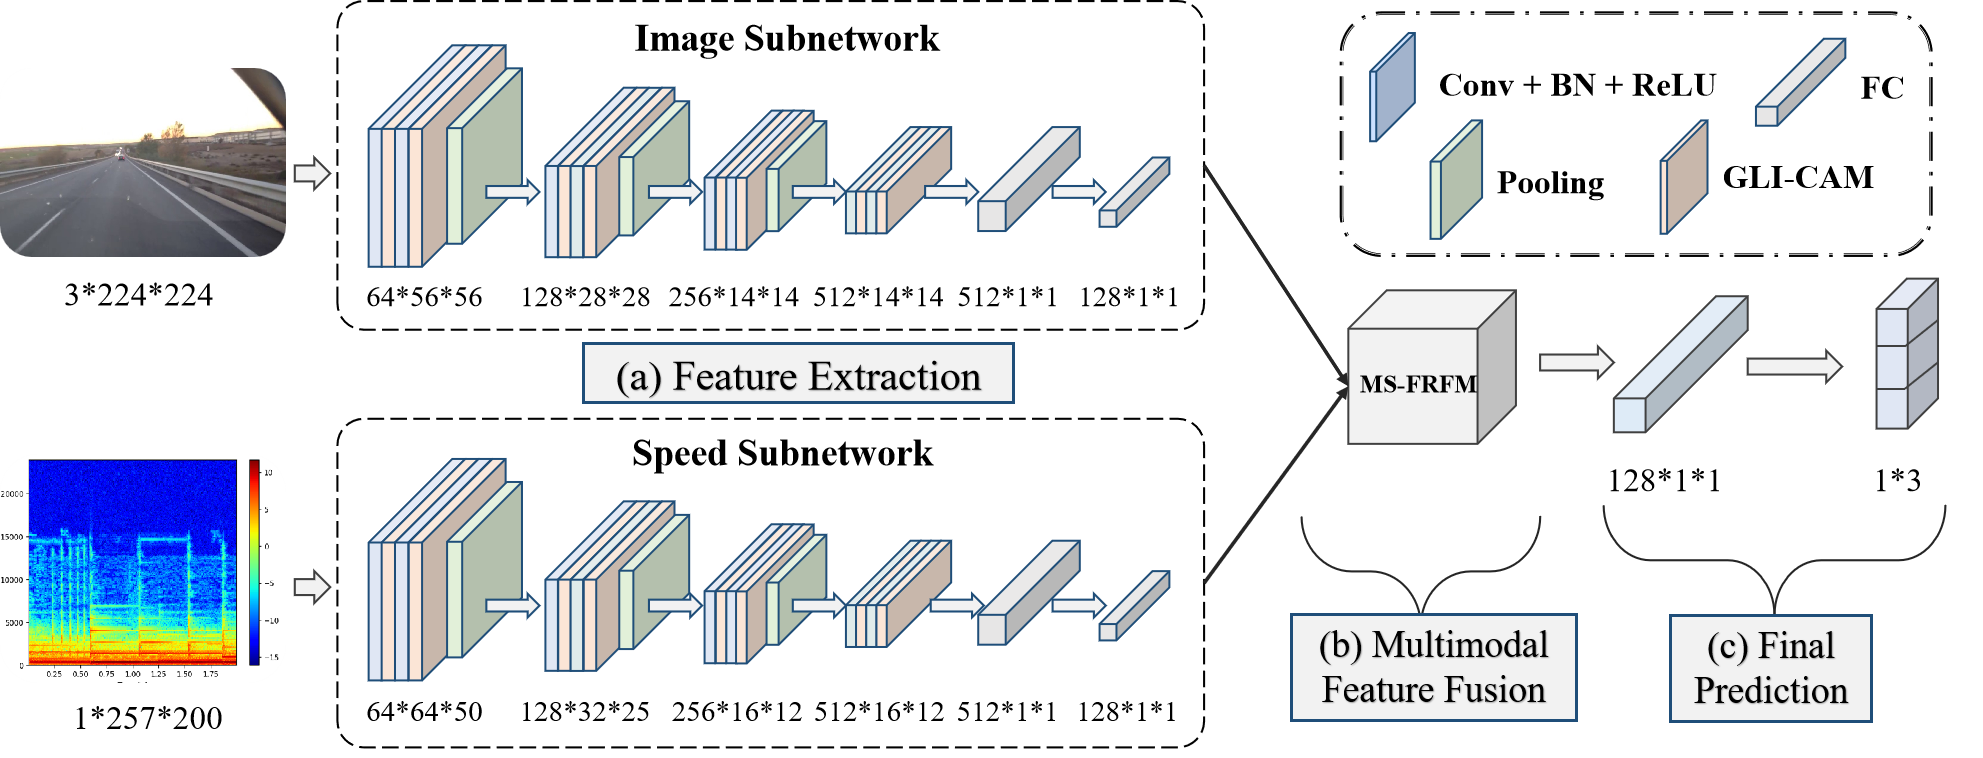 Image Subnetwork
3*224*224
64*56*56
128*28*28
256*14*14
512*14*14
512*1*1
128*1*1
(a) Feature Extraction
Speed Subnetwork
20000
15000
10000
5000
0
0.25
0.50
0.75
1.00
1.25
1.50
1.75
10
5
0
−5
−10
−15
1*257*200
64*64*50
128*32*25
256*16*12
512*16*12
512*1*1
128*1*1
Conv + BN + ReLU
FC
Pooling
GLI-CAM
MS-FRFM
128*1*1
1*3
(b) Multimodal
Feature Fusion
(c) Final
Prediction